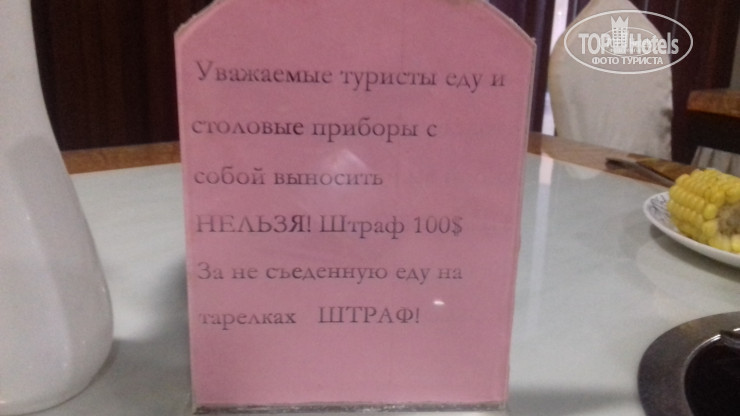 TOP Hotels
ФОТО ТУРИСТА
Уважаемые туристы еду и
столовые приборы с
собой выносить
НЕЛЬЗЯ! Штраф 100$
За не съеденную еду на
тарелках ШТРАФ!